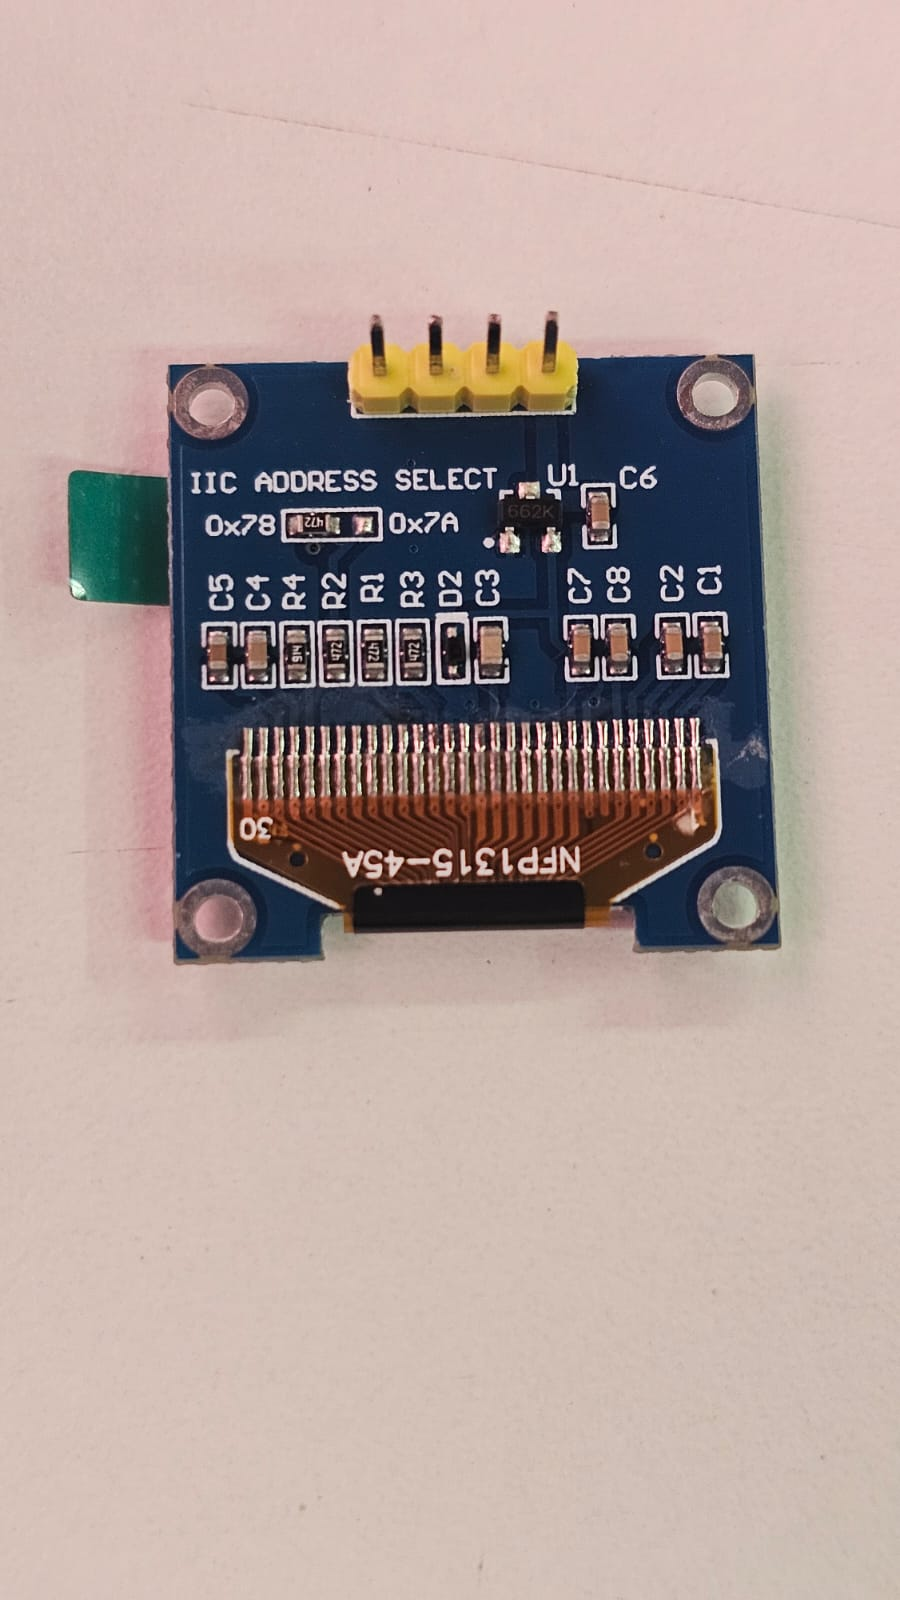 IIC ADDRESS SELECT
U1
C6
0x78
472
0x7A
662K
C5
C4
R4
R2
R1
R3
D2
C3
C7
C8
C2
C1
914
472
472
472
30
NFP1315-45A